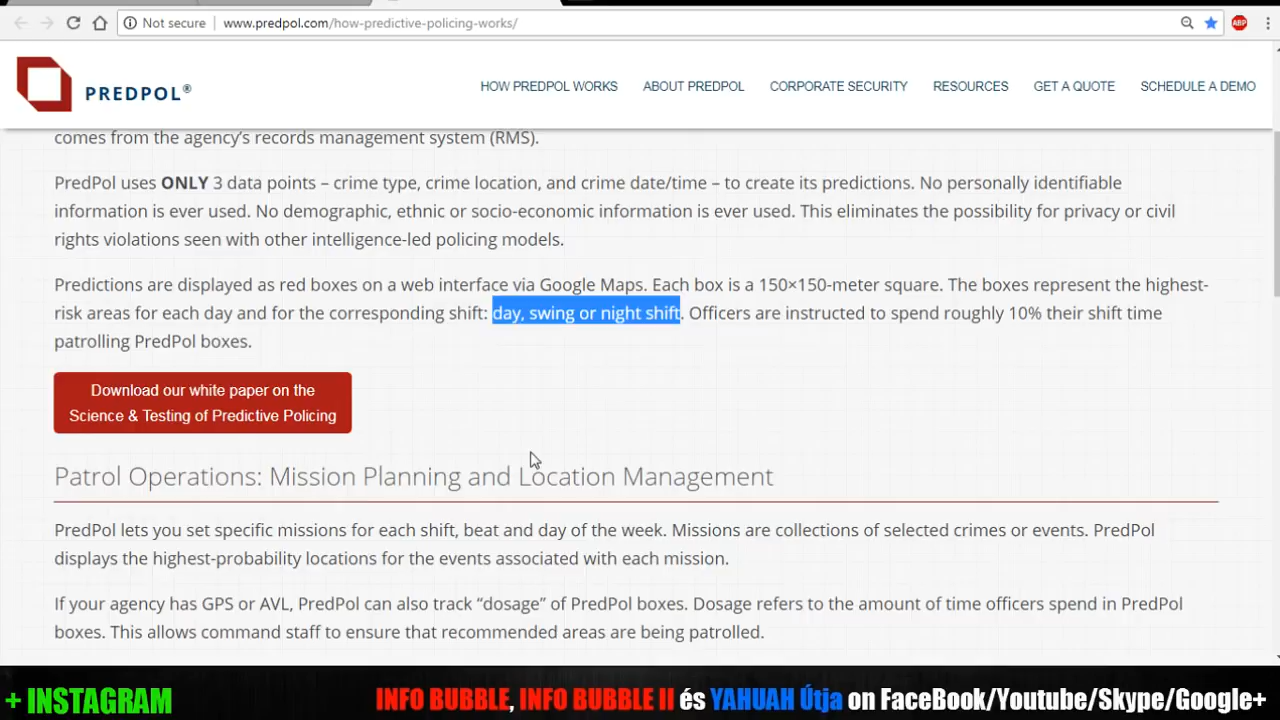 Not secure | www.predpol.com/how-predictive-policing-works/
ABP
PREDPOL®
HOW PREDPOL WORKS ABOUT PREDPOL CORPORATE SECURITY RESOURCES GET A QUOTE SCHEDULE A DEMO
comes from the agency’s records management system (RMS).
PredPol uses ONLY 3 data points – crime type, crime location, and crime date/time – to create its predictions. No personally identifiable
information is ever used. No demographic, ethnic or socio-economic information is ever used. This eliminates the possibility for privacy or civil
rights violations seen with other intelligence-led policing models.
Predictions are displayed as red boxes on a web interface via Google Maps. Each box is a 150×150-meter square. The boxes represent the highest-
risk areas for each day and for the corresponding shift: day, swing or night shift. Officers are instructed to spend roughly 10% their shift time
patrolling PredPol boxes.
Download our white paper on the
Science & Testing of Predictive Policing
Patrol Operations: Mission Planning and Location Management
PredPol lets you set specific missions for each shift, beat and day of the week. Missions are collections of selected crimes or events. PredPol
displays the highest-probability locations for the events associated with each mission.
If your agency has GPS or AVL, PredPol can also track “dosage” of PredPol boxes. Dosage refers to the amount of time officers spend in PredPol
boxes. This allows command staff to ensure that recommended areas are being patrolled.
+ INSTAGRAM INFO BUBBLE, INFO BUBBLE II és YAHUAH Útja on FaceBook/Youtube/Skype/Google+